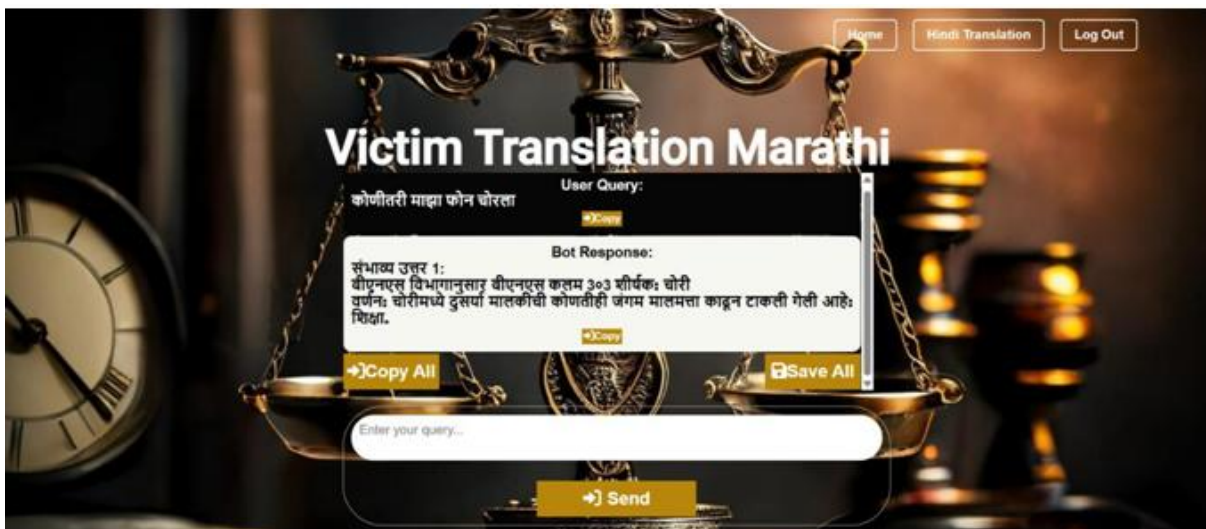 Home
Hindi Translation
Log Out
Victim Translation Marathi
User Query:
कोणीतरी माझा फोन चोरला
Copy
Bot Response:
संभाव्य उत्तर 1:
बीएनएस विभागानुसार बीएनएस कलम ३०३ शीर्षकः चोरी
वर्णनः चोरीमध्ये दुसर्या मालकीची कोणतीही जंगम मालमत्ता काढून टाकली गेली आहेः
शिक्षा.
Copy
Copy All
Save All
Enter your query...
Send